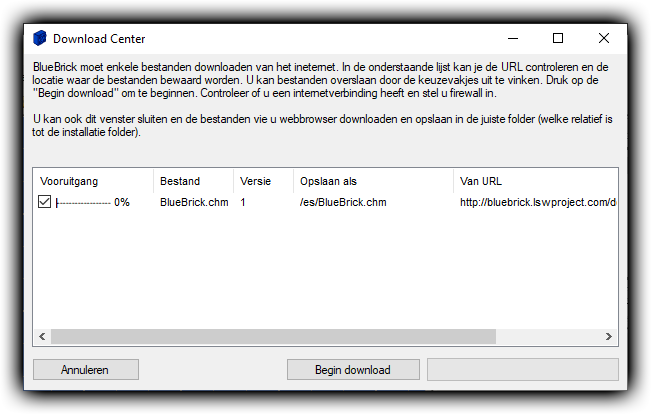 Download Center
BlueBrick moet enkele bestanden downloaden van het ineternet. In de onderstaande lijst kan je de URL controleren en de
locatie waar de bestanden bewaard worden. U kan bestanden overslaan door de keuzevakjes uit te vinken. Druk op de
"Begin download" om te beginnen. Controleer of u een internetverbinding heeft en stel u firewall in.
U kan ook dit venster sluiten en de bestanden vie u webbrowser downloaden en opslaan in de juiste folder (welke relatief is
tot de installatie folder).
Vooruitgang Bestand Versie Opslaan als Van URL
0% BlueBrick.chm 1 /es/BlueBrick.chm http://bluebrick.lswproject.com/d
Annuleren Begin download